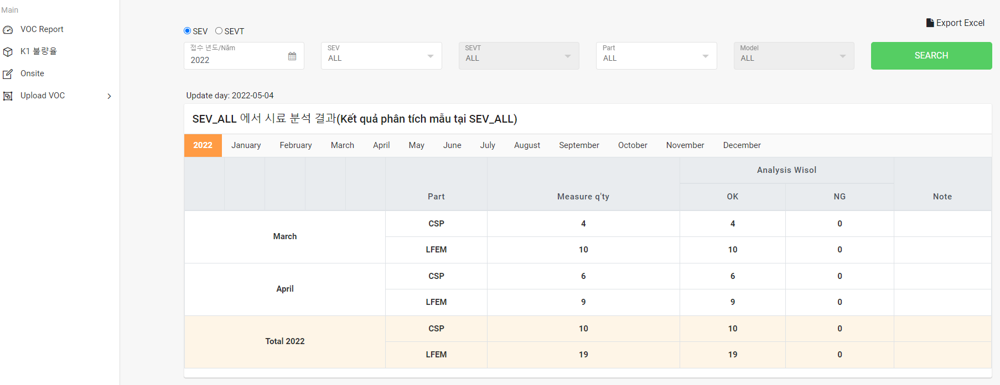 Main
VOC Report
K1 불량율
Onsite
Upload VOC
Export Excel
SEV SEVT
접수 년도/Năm
2022
SEV
ALL
SEVT
ALL
Part
ALL
Model
ALL
SEARCH
Update day: 2022-05-04
SEV_ALL 에서 시료 분석 결과(Kết quả phân tích mẫu tại SEV_ALL)
2022 January February March April May June July August September October November December
Analysis Wisol
Part Measure q'ty OK NG Note
March
CSP 4 4 0
LFEM 10 10 0
April
CSP 6 6 0
LFEM 9 9 0
Total 2022
CSP 10 10 0
LFEM 19 19 0